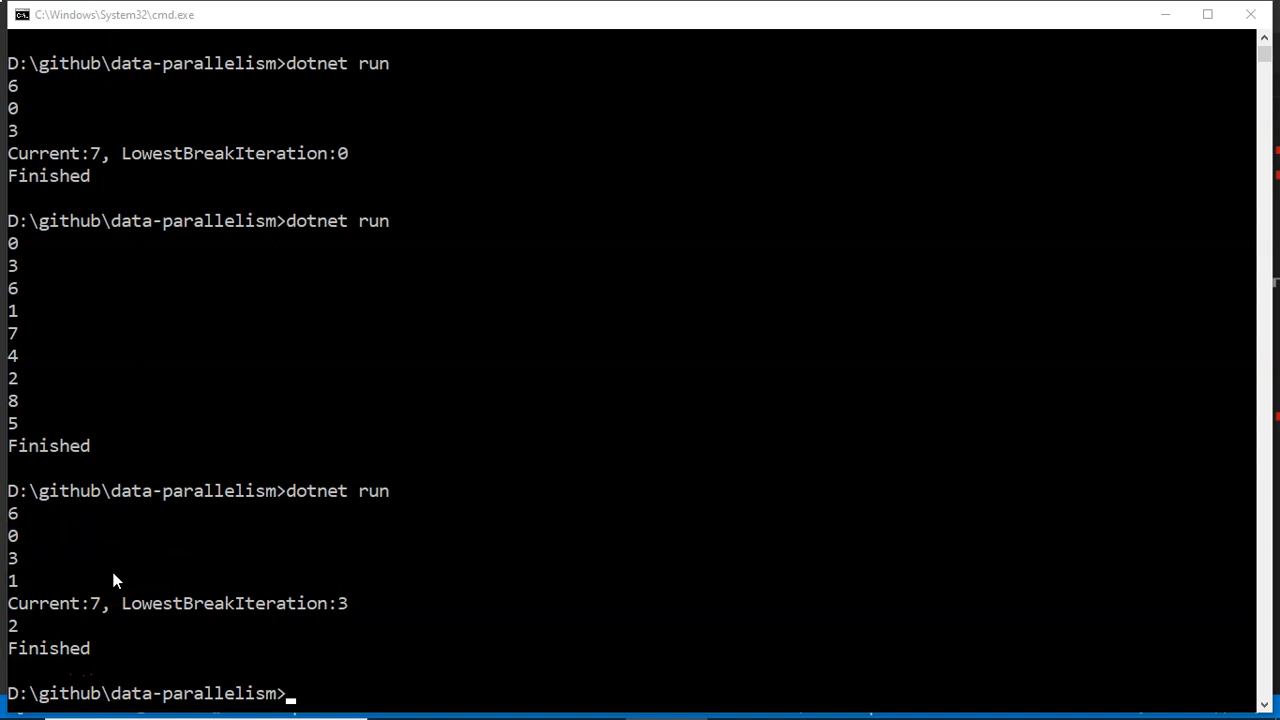 C:\Windows\System32\cmd.exe
D:\github\data-parallelism>dotnet run
6
0
3
Current:7, LowestBreakIteration:0
Finished
D:\github\data-parallelism>dotnet run
0
3
6
1
7
4
2
8
5
Finished
D:\github\data-parallelism>dotnet run
6
0
3
1
Current:7, LowestBreakIteration:3
2
Finished
D:\github\data-parallelism>